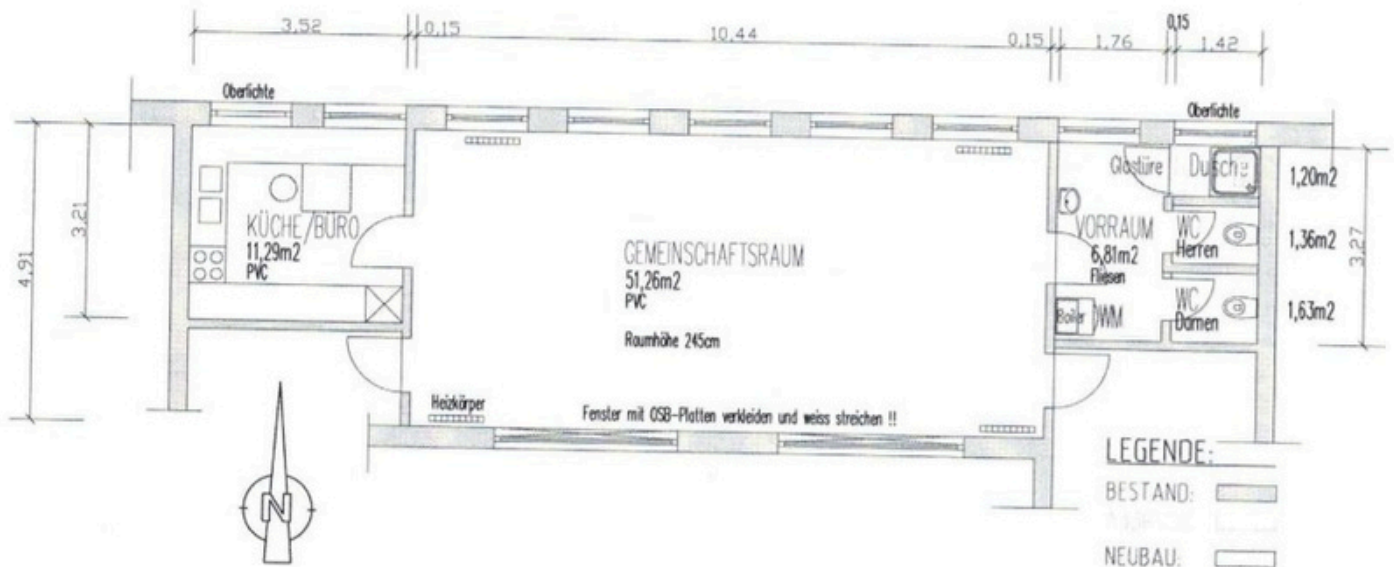 3,52
0,15
10,44
0,15
1,76
0,15
1,42
Oberlichte
Oberlichte
4,91
3,21
KÜCHE/BÜRO
11,29m2
PVC
GEMEINSCHAFTSRAUM
51,26m2
PVC
Raumhöhe 245cm
Glastüre
Dusche
1,20m2
VORRAUM
6,81m2
Fliesen
WC
Herren
1,36m2
3,27
Boiler
WM
WC
Damen
1,63m2
Heizkörper
Fenster mit OSB-Platten verkleiden und weiss streichen !!
N
LEGENDE:
BESTAND:
NEUBAU: